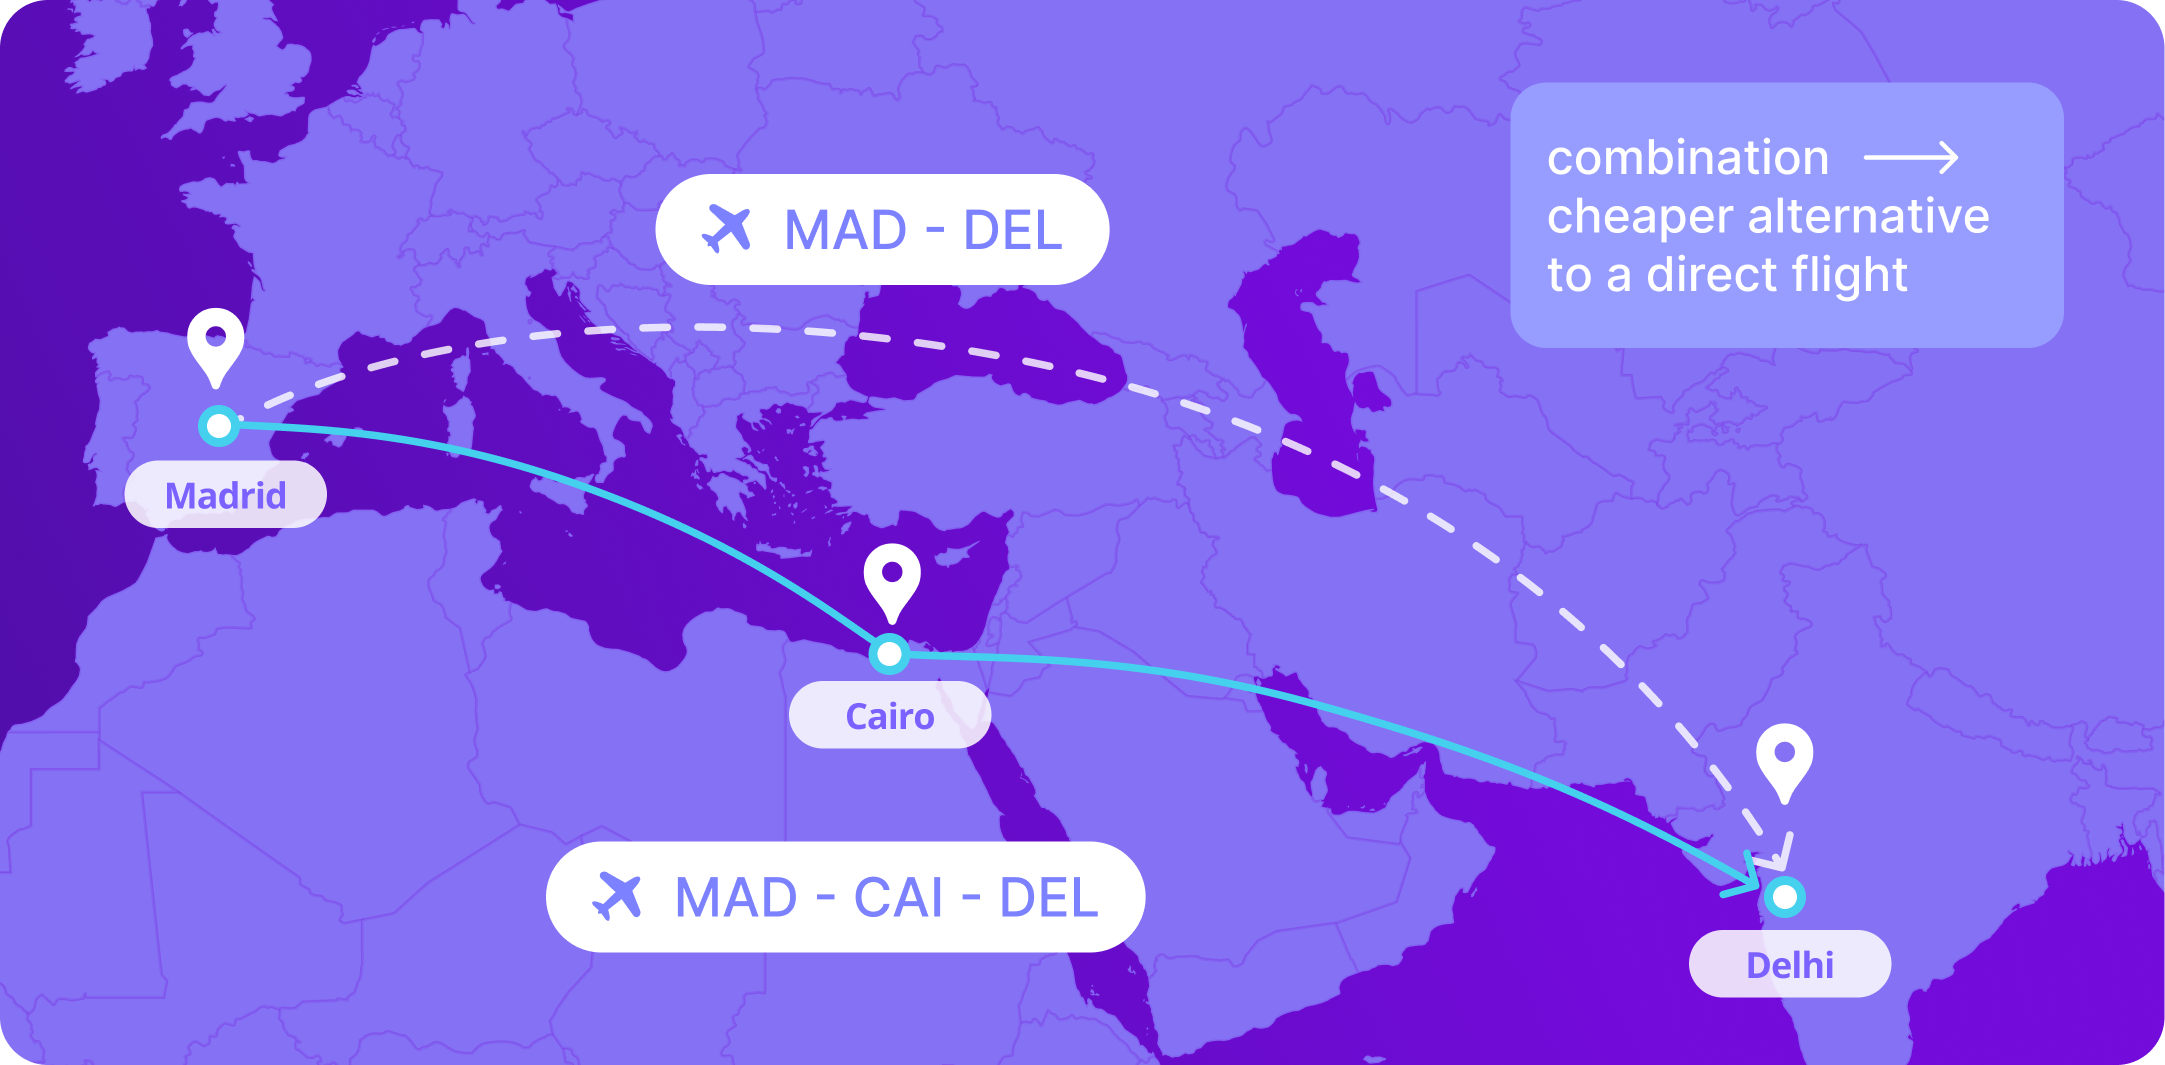 combination
cheaper alternative
to a direct flight
MAD - DEL
Madrid
Cairo
MAD - CAI - DEL
Delhi